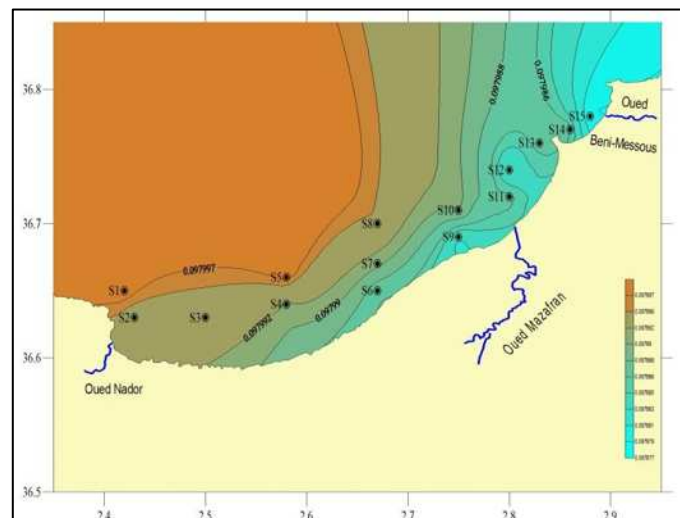 36.8
36.7
36.6
36.5
2.4
2.5
2.6
2.7
2.8
2.9
0.097988
0.097986
0.097997
0.097992
0.09799
S1
S2
S3
S4
S5
S6
S7
S8
S9
S10
S11
S12
S13
S14
S15
Oued
Beni-Messous
Oued Mazafran
Oued Nador